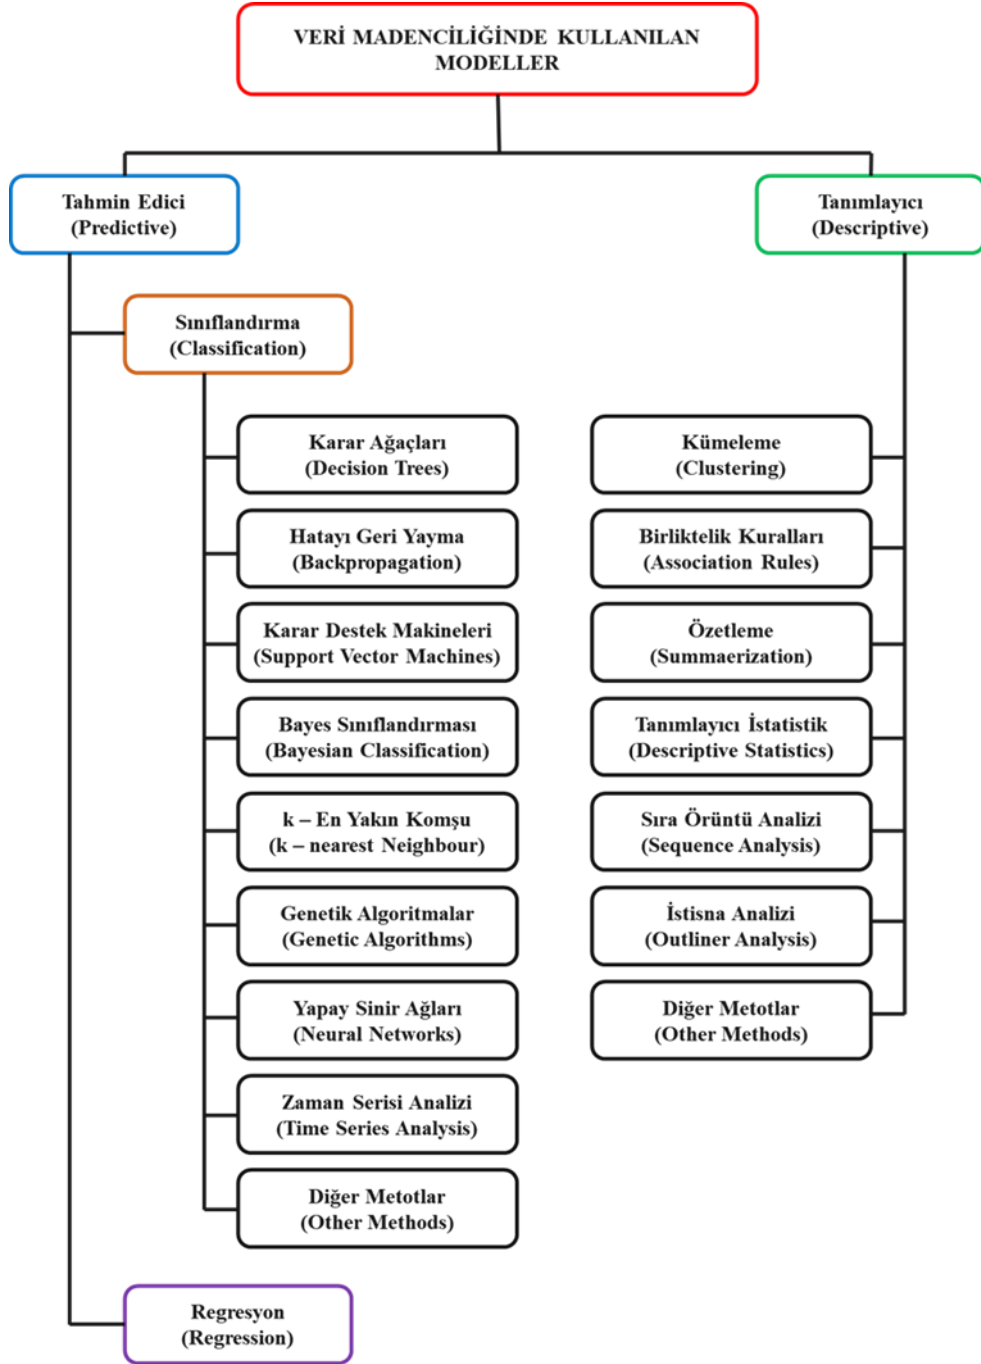 VERİ MADENCİLİĞİNDE KULLANILAN
MODELLER
Tahmin Edici
(Predictive)
Tanımlayıcı
(Descriptive)
Sınıflandırma
(Classification)
Karar Ağaçları
(Decision Trees)
Hatayı Geri Yayma
(Backpropagation)
Karar Destek Makineleri
(Support Vector Machines)
Bayes Sınıflandırması
(Bayesian Classification)
k – En Yakın Komşu
(k – nearest Neighbour)
Genetik Algoritmalar
(Genetic Algorithms)
Yapay Sinir Ağları
(Neural Networks)
Zaman Serisi Analizi
(Time Series Analysis)
Diğer Metotlar
(Other Methods)
Regresyon
(Regression)
Kümeleme
(Clustering)
Birliktelik Kuralları
(Association Rules)
Özetleme
(Summaerization)
Tanımlayıcı İstatistik
(Descriptive Statistics)
Sıra Örüntü Analizi
(Sequence Analysis)
İstisna Analizi
(Outliner Analysis)
Diğer Metotlar
(Other Methods)